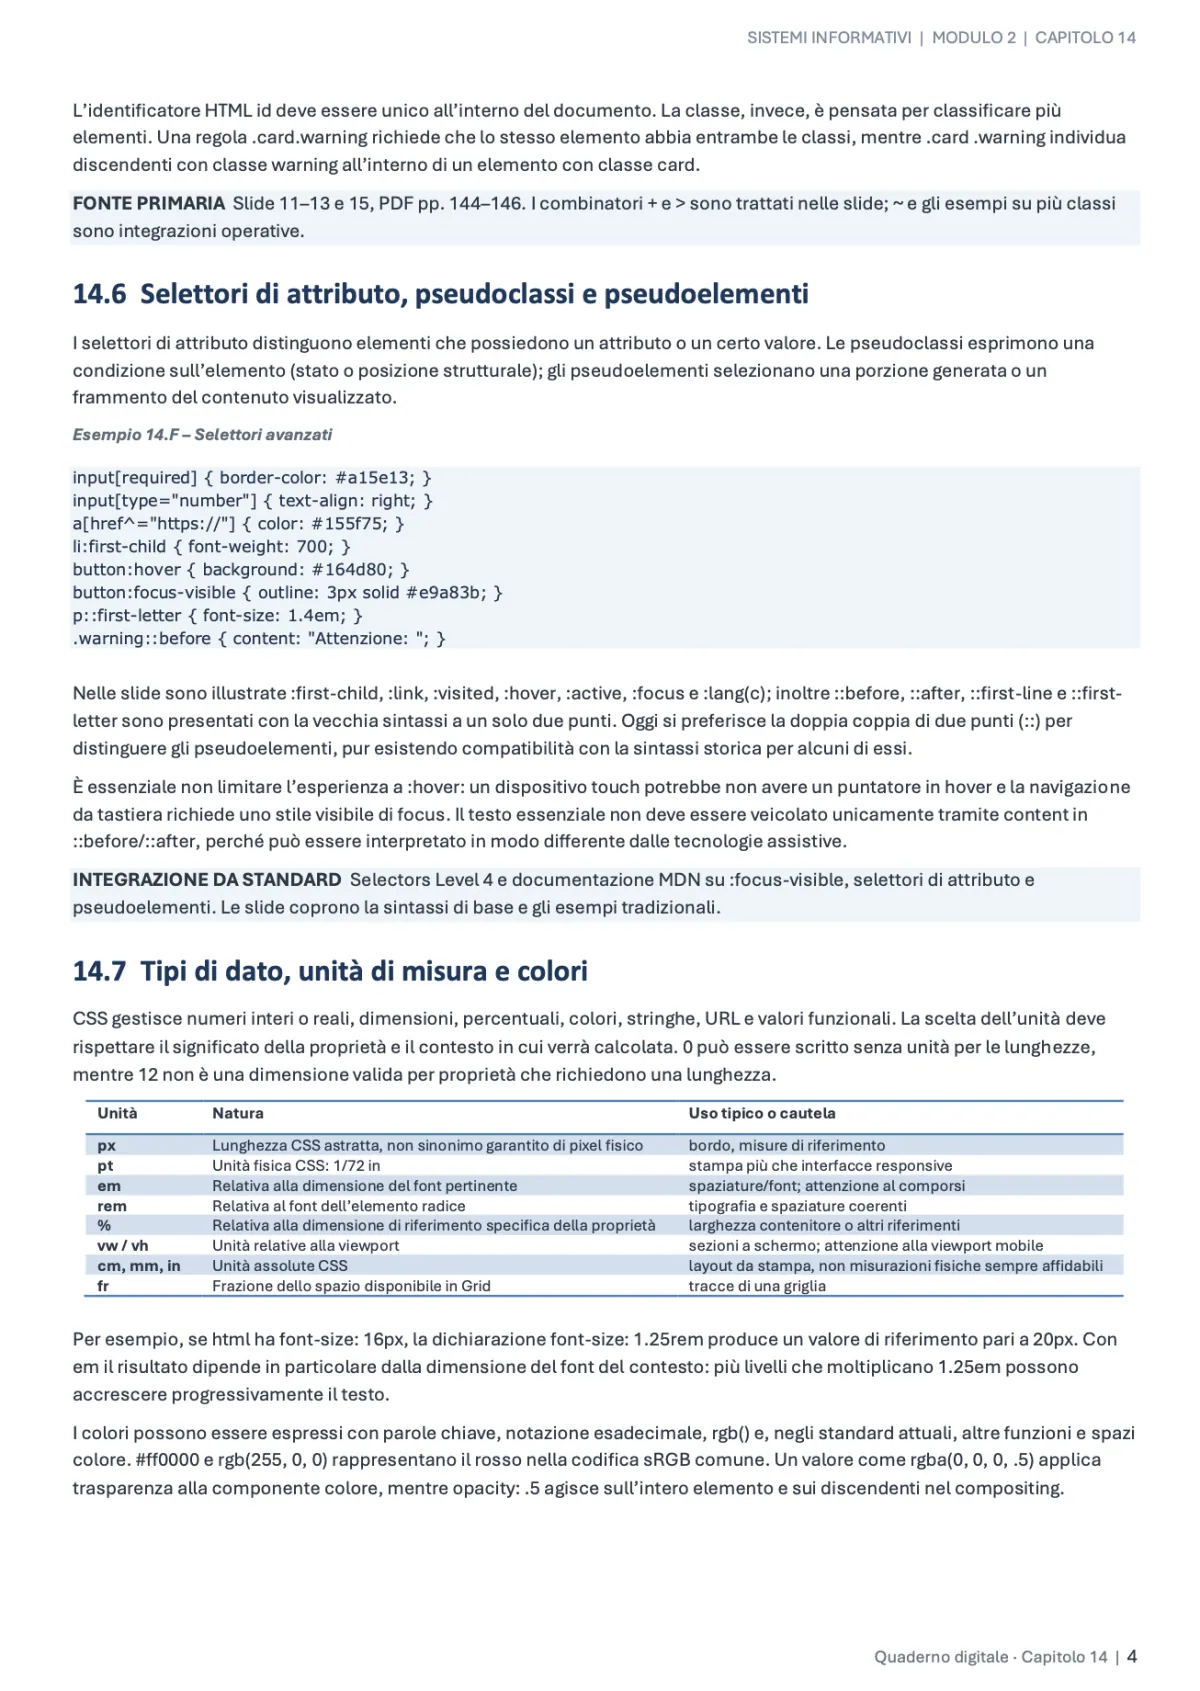 SISTEMI INFORMATIVI | MODULO 2 | CAPITOLO 14
L’identificatore HTML id deve essere unico all’interno del documento. La classe, invece, è pensata per classificare più
elementi. Una regola .card.warning richiede che lo stesso elemento abbia entrambe le classi, mentre .card .warning individua
discendenti con classe warning all’interno di un elemento con classe card.
FONTE PRIMARIA Slide 11–13 e 15, PDF pp. 144–146. I combinatori + e > sono trattati nelle slide; ~ e gli esempi su più classi
sono integrazioni operative.
14.6 Selettori di attributo, pseudoclassi e pseudoelementi
I selettori di attributo distinguono elementi che possiedono un attributo o un certo valore. Le pseudoclassi esprimono una
condizione sull’elemento (stato o posizione strutturale); gli pseudoelementi selezionano una porzione generata o un
frammento del contenuto visualizzato.
Esempio 14.F – Selettori avanzati
input[required] { border-color: #a15e13; }
input[type="number"] { text-align: right; }
a[href^="https://"] { color: #155f75; }
li:first-child { font-weight: 700; }
button:hover { background: #164d80; }
button:focus-visible { outline: 3px solid #e9a83b; }
p::first-letter { font-size: 1.4em; }
.warning::before { content: "Attenzione: "; }
Nelle slide sono illustrate :first-child, :link, :visited, :hover, :active, :focus e :lang(c); inoltre ::before, ::after, ::first-line e ::first-
letter sono presentati con la vecchia sintassi a un solo due punti. Oggi si preferisce la doppia coppia di due punti (::) per
distinguere gli pseudoelementi, pur esistendo compatibilità con la sintassi storica per alcuni di essi.
È essenziale non limitare l’esperienza a :hover: un dispositivo touch potrebbe non avere un puntatore in hover e la navigazione
da tastiera richiede uno stile visibile di focus. Il testo essenziale non deve essere veicolato unicamente tramite content in
::before/::after, perché può essere interpretato in modo differente dalle tecnologie assistive.
INTEGRAZIONE DA STANDARD Selectors Level 4 e documentazione MDN su :focus-visible, selettori di attributo e
pseudoelementi. Le slide coprono la sintassi di base e gli esempi tradizionali.
14.7 Tipi di dato, unità di misura e colori
CSS gestisce numeri interi o reali, dimensioni, percentuali, colori, stringhe, URL e valori funzionali. La scelta dell’unità deve
rispettare il significato della proprietà e il contesto in cui verrà calcolata. 0 può essere scritto senza unità per le lunghezze,
mentre 12 non è una dimensione valida per proprietà che richiedono una lunghezza.
Unità Natura Uso tipico o cautela
px Lunghezza CSS astratta, non sinonimo garantito di pixel fisico bordo, misure di riferimento
pt Unità fisica CSS: 1/72 in stampa più che interfacce responsive
em Relativa alla dimensione del font pertinente spaziature/font; attenzione al comporsi
rem Relativa al font dell’elemento radice tipografia e spaziature coerenti
% Relativa alla dimensione di riferimento specifica della proprietà larghezza contenitore o altri riferimenti
vw / vh Unità relative alla viewport sezioni a schermo; attenzione alla viewport mobile
cm, mm, in Unità assolute CSS layout da stampa, non misurazioni fisiche sempre affidabili
fr Frazione dello spazio disponibile in Grid tracce di una griglia
Per esempio, se html ha font-size: 16px, la dichiarazione font-size: 1.25rem produce un valore di riferimento pari a 20px. Con
em il risultato dipende in particolare dalla dimensione del font del contesto: più livelli che moltiplicano 1.25em possono
accrescere progressivamente il testo.
I colori possono essere espressi con parole chiave, notazione esadecimale, rgb() e, negli standard attuali, altre funzioni e spazi
colore. #ff0000 e rgb(255, 0, 0) rappresentano il rosso nella codifica sRGB comune. Un valore come rgba(0, 0, 0, .5) applica
trasparenza alla componente colore, mentre opacity: .5 agisce sull’intero elemento e sui discendenti nel compositing.
Quaderno digitale · Capitolo 14 | 4